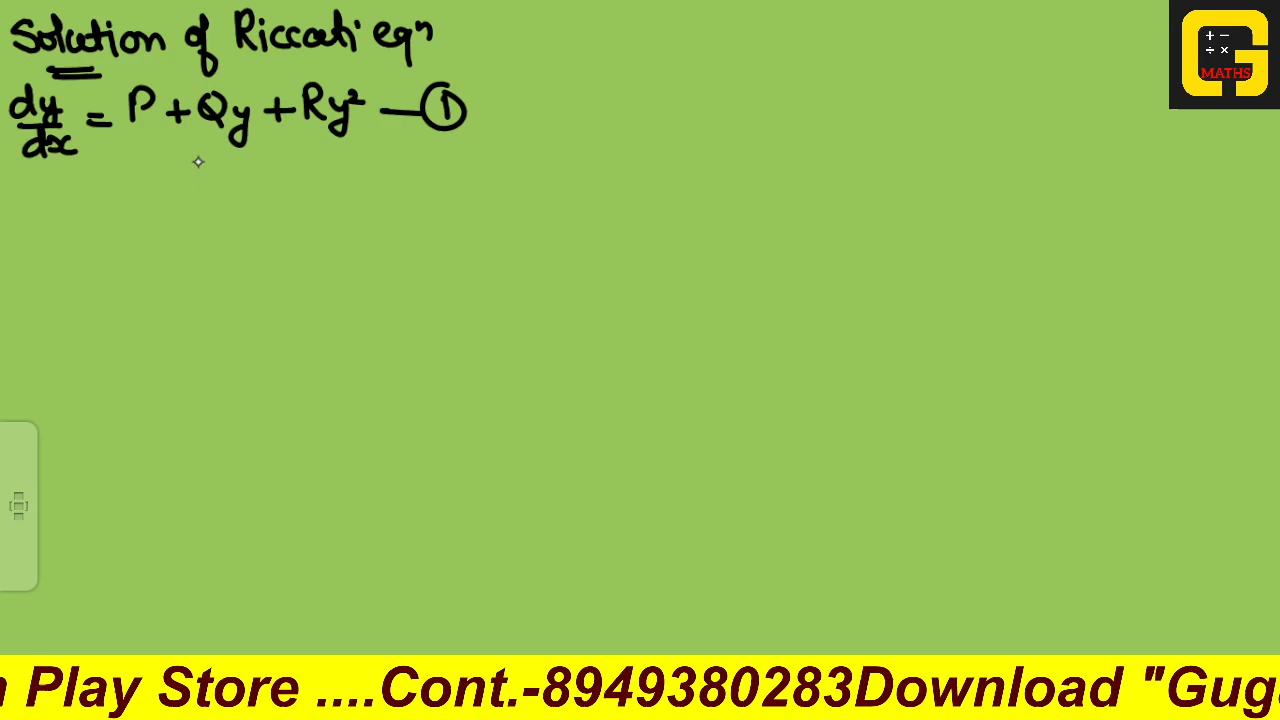 Solution of Riccati eqⁿ
dy/dx = P + Qy + Ry² — ①
+ −
÷ ×
MATHS
Play Store ....Cont.-8949380283Download "Gug